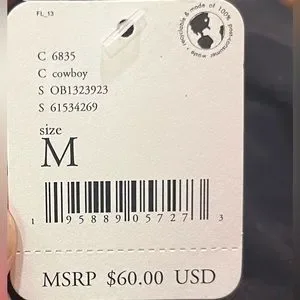 FL_13
recyclable & made of 100% post-consumer waste
C 6835
C cowboy
S OB1323923
S 61534269
size
M
1 95889 05727 3
MSRP $60.00 USD